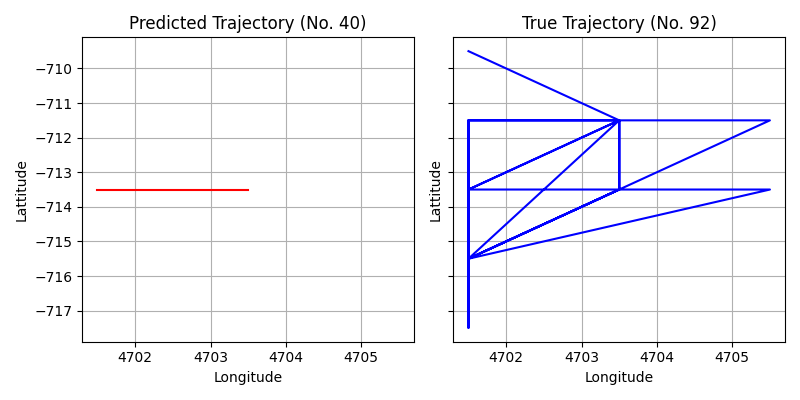 Predicted Trajectory (No. 40)
True Trajectory (No. 92)
Lattitude
−710
−711
−712
−713
−714
−715
−716
−717
4702
4703
4704
4705
Longitude
Lattitude
4702
4703
4704
4705
Longitude